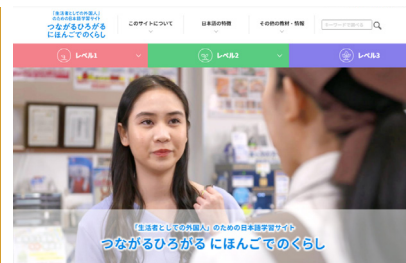 「生活者としての外国人」
のための日本語学習サイト
つながるひろがる
にほんごでのくらし
このサイトについて
日本語の特徴
その他の教材・情報
キーワードで調べる
レベル1
レベル2
レベル3
「生活者としての外国人」のための日本語学習サイト
つながるひろがる にほんごでのくらし